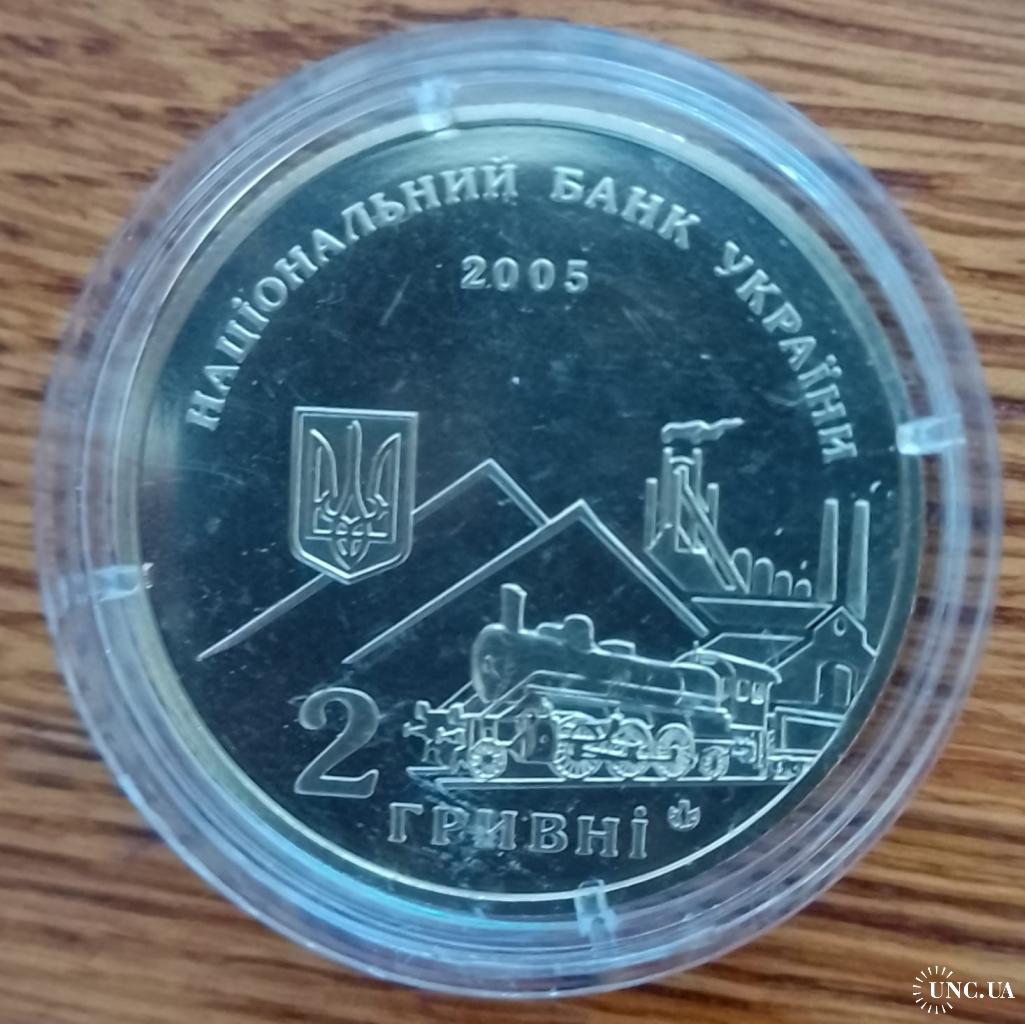 НАЦІОНАЛЬНИЙ БАНК УКРАЇНИ
2005
2
ГРИВНІ
UNC.UA